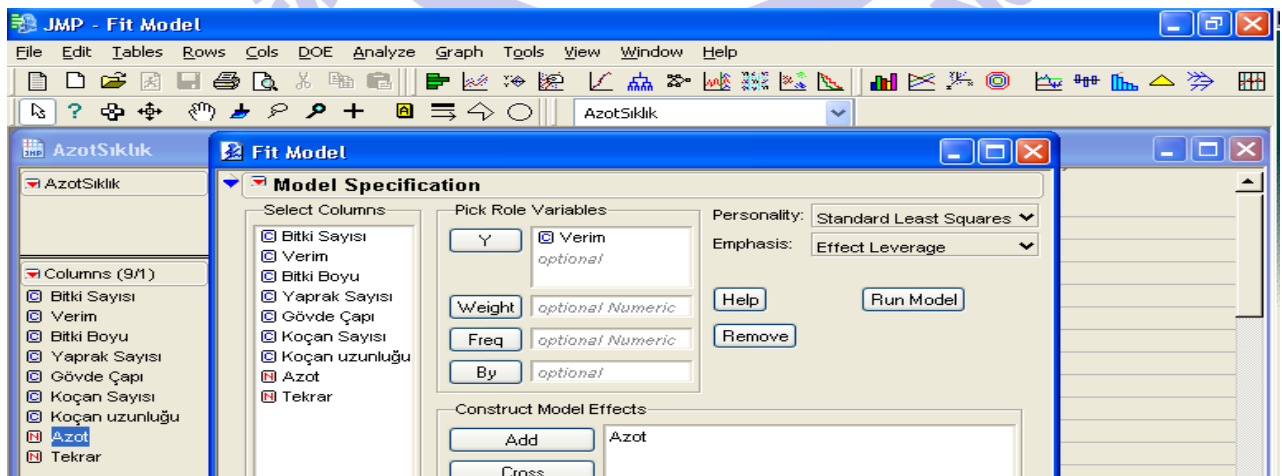 JMP - Fit Model
File Edit Tables Rows Cols DOE Analyze Graph Tools View Window Help
AzotSıklık
AzotSıklık
AzotSıklık
Columns (9/1)
Bitki Sayısı
Verim
Bitki Boyu
Yaprak Sayısı
Gövde Çapı
Koçan Sayısı
Koçan uzunluğu
Azot
Tekrar
Fit Model
Model Specification
Select Columns
Bitki Sayısı
Verim
Bitki Boyu
Yaprak Sayısı
Gövde Çapı
Koçan Sayısı
Koçan uzunluğu
Azot
Tekrar
Pick Role Variables
Y Verim
optional
Weight optional Numeric
Freq optional Numeric
By optional
Personality: Standard Least Squares
Emphasis: Effect Leverage
Help Run Model
Remove
Construct Model Effects
Add Azot
Cross